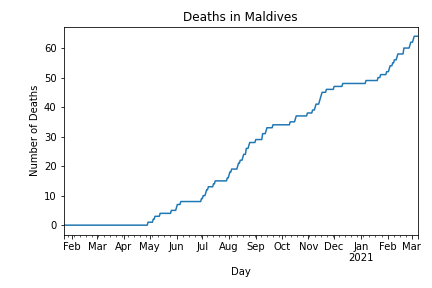 Deaths in Maldives
Number of Deaths
60
50
40
30
20
10
0
Feb Mar Apr May Jun Jul Aug Sep Oct Nov Dec Jan Feb Mar
2021
Day